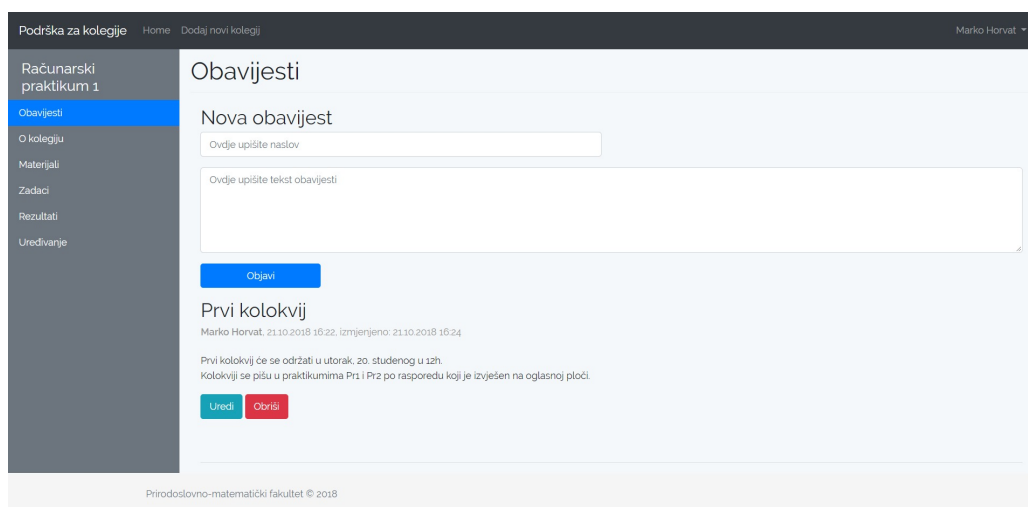 Podrška za kolegije Home Dodaj novi kolegij Marko Horvat
Računarski
praktikum 1
Obavijesti
O kolegiju
Materijali
Zadaci
Rezultati
Uređivanje
Obavijesti
Nova obavijest
Ovdje upišite naslov
Ovdje upišite tekst obavijesti
Objavi
Prvi kolokvij
Marko Horvat, 21.10.2018 16:22, izmjenjeno: 21.10.2018 16:24
Prvi kolokvij će se održati u utorak, 20. studenog u 12h.
Kolokviji se pišu u praktikumima Pr1 i Pr2 po rasporedu koji je izvješen na oglasnoj ploči.
Uredi Obriši
Prirodoslovno-matematički fakultet © 2018